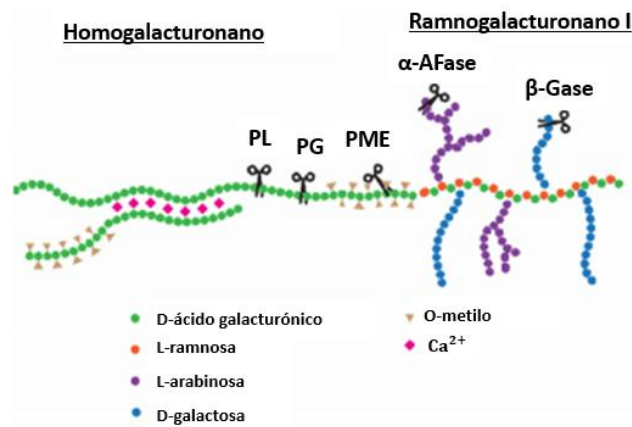 Homogalacturonano
Ramnogalacturonano I
α-AFase
β-Gase
PL
PG
PME
D-ácido galacturónico
L-ramnosa
L-arabinosa
D-galactosa
O-metilo
Ca²⁺